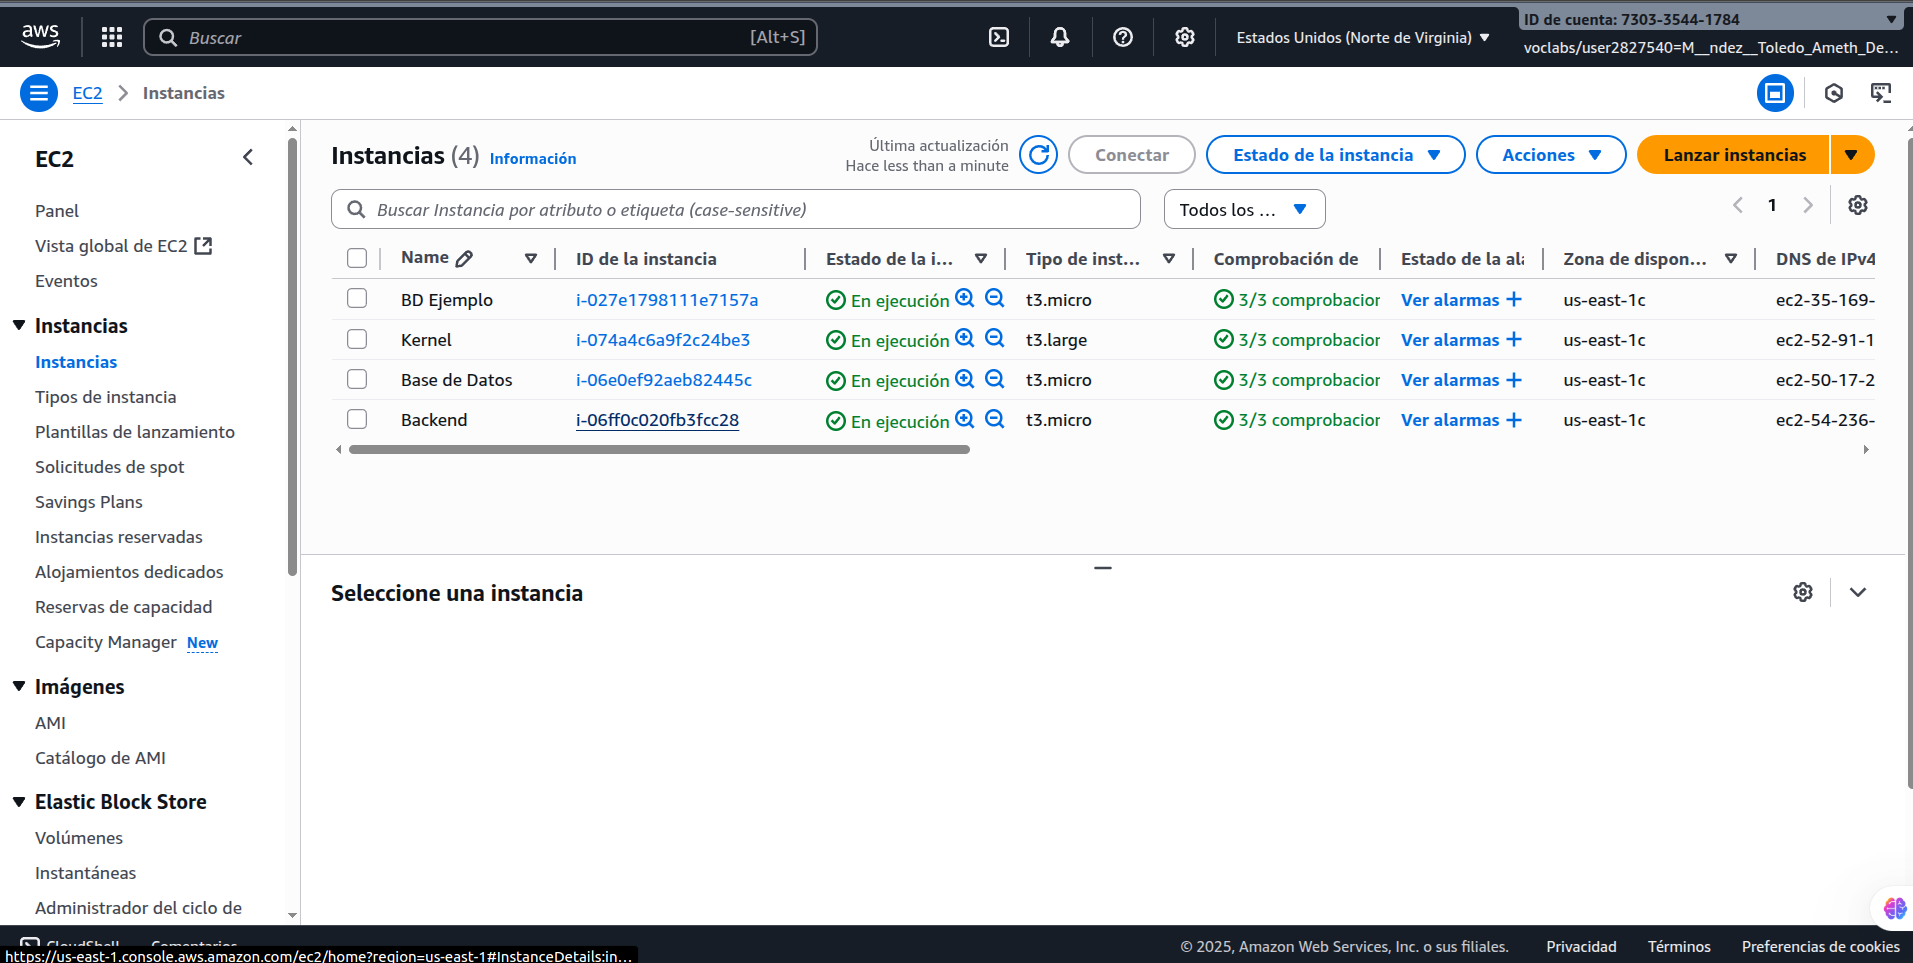 aws
Buscar
[Alt+S]
Estados Unidos (Norte de Virginia)
ID de cuenta: 7303-3544-1784
voclabs/user2827540=M__ndez__Toledo_Ameth_De...
EC2
Instancias
EC2
Panel
Vista global de EC2
Eventos
Instancias
Instancias
Tipos de instancia
Plantillas de lanzamiento
Solicitudes de spot
Savings Plans
Instancias reservadas
Alojamientos dedicados
Reservas de capacidad
Capacity Manager New
Imágenes
AMI
Catálogo de AMI
Elastic Block Store
Volúmenes
Instantáneas
Administrador del ciclo de
Instancias (4) Información
Última actualización
Hace less than a minute
Conectar
Estado de la instancia
Acciones
Lanzar instancias
Buscar Instancia por atributo o etiqueta (case-sensitive)
Todos los ...
1
Name ID de la instancia Estado de la i... Tipo de inst... Comprobación de Estado de la ala Zona de dispon... DNS de IPv4
BD Ejemplo i-027e1798111e7157a En ejecución t3.micro 3/3 comprobacior Ver alarmas + us-east-1c ec2-35-169-
Kernel i-074a4c6a9f2c24be3 En ejecución t3.large 3/3 comprobacior Ver alarmas + us-east-1c ec2-52-91-1
Base de Datos i-06e0ef92aeb82445c En ejecución t3.micro 3/3 comprobacior Ver alarmas + us-east-1c ec2-50-17-2
Backend i-06ff0c020fb3fcc28 En ejecución t3.micro 3/3 comprobacior Ver alarmas + us-east-1c ec2-54-236-
Seleccione una instancia
CloudShell Comentarios
© 2025, Amazon Web Services, Inc. o sus filiales. Privacidad Términos Preferencias de cookies
https://us-east-1.console.aws.amazon.com/ec2/home?region=us-east-1#InstanceDetails:in...